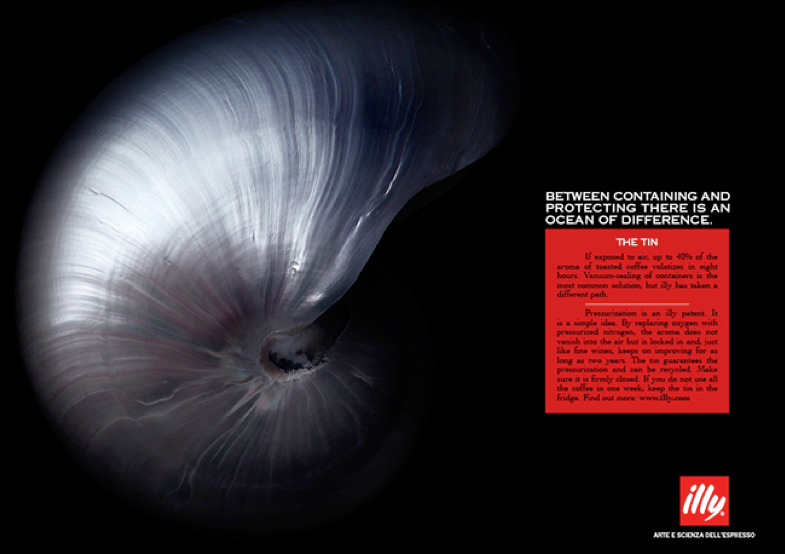 BETWEEN CONTAINING AND
PROTECTING THERE IS AN
OCEAN OF DIFFERENCE.
THE TIN
If exposed to air, up to 40% of the
aroma of toasted coffee volatizes in eight
hours. Vacuum-sealing of containers is the
most common solution, but illy has taken a
different path.
Pressurization is an illy patent. It
is a simple idea. By replacing oxygen with
pressurized nitrogen, the aroma does not
vanish into the air but is locked in and, just
like fine wines, keeps on improving for as
long as two years. The tin guarantees the
pressurization and can be recycled. Make
sure it is firmly closed. If you do not use all
the coffee in one week, keep the tin in the
fridge. Find out more: www.illy.com
illy
ARTE E SCIENZA DELL'ESPRESSO